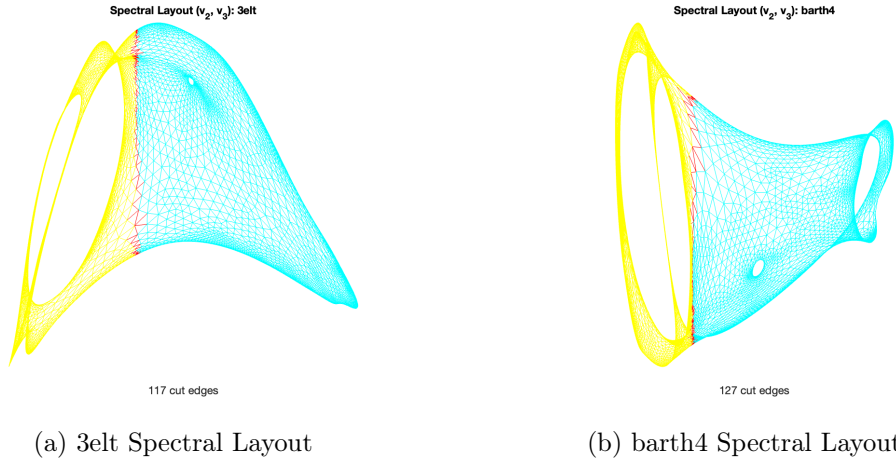 Spectral Layout (v2, v3): 3elt
117 cut edges
(a) 3elt Spectral Layout
Spectral Layout (v2, v3): barth4
127 cut edges
(b) barth4 Spectral Layout